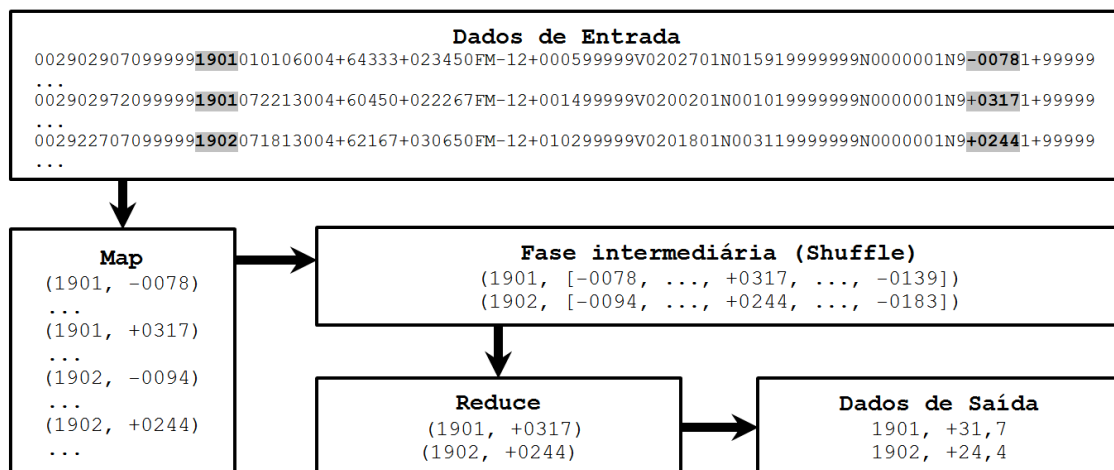 Dados de Entrada
0029029070999991901010106004+64333+023450FM-12+000599999V0202701N015919999999N0000001N9-00781+99999
...
0029029720999991901072213004+60450+022267FM-12+001499999V0200201N001019999999N0000001N9+03171+99999
...
0029227070999991902071813004+62167+030650FM-12+010299999V0201801N003119999999N0000001N9+02441+99999
...
Map
(1901, -0078)
...
(1901, +0317)
...
(1902, -0094)
...
(1902, +0244)
...
Fase intermediária (Shuffle)
(1901, [-0078, ..., +0317, ..., -0139])
(1902, [-0094, ..., +0244, ..., -0183])
Reduce
(1901, +0317)
(1902, +0244)
Dados de Saída
1901, +31,7
1902, +24,4